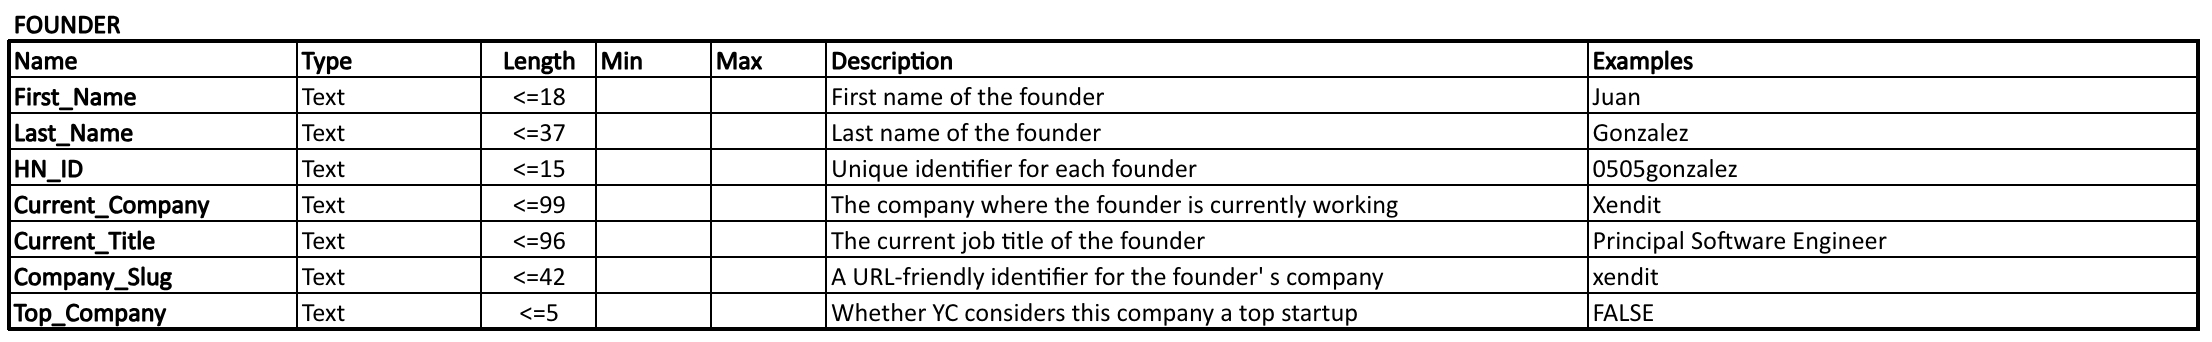 FOUNDER
Name Type Length Min Max Description Examples
First_Name Text <=18 First name of the founder Juan
Last_Name Text <=37 Last name of the founder Gonzalez
HN_ID Text <=15 Unique identifier for each founder 0505gonzalez
Current_Company Text <=99 The company where the founder is currently working Xendit
Current_Title Text <=96 The current job title of the founder Principal Software Engineer
Company_Slug Text <=42 A URL-friendly identifier for the founder' s company xendit
Top_Company Text <=5 Whether YC considers this company a top startup FALSE